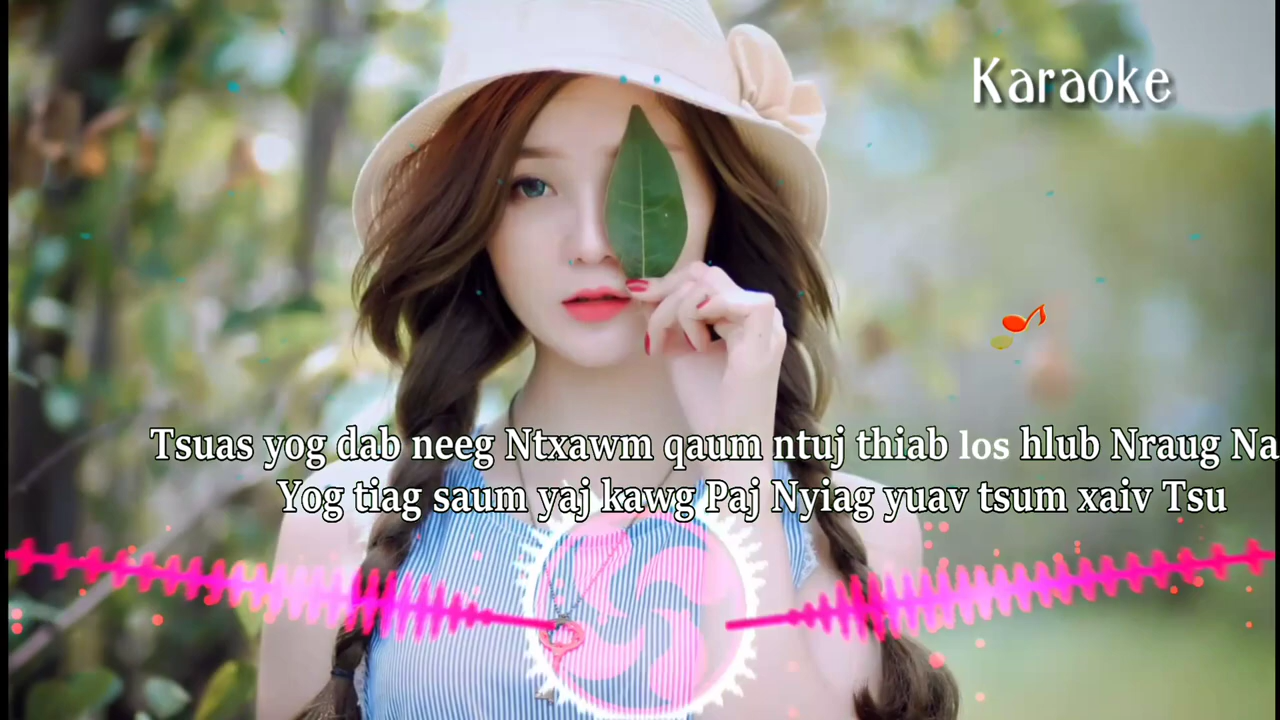 Karaoke
Tsuas yog dab neeg Ntxawm qaum ntuj thiab los hlub Nraug Na
Yog tiag saum yaj kawg Paj Nyiag yuav tsum xaiv Tsu